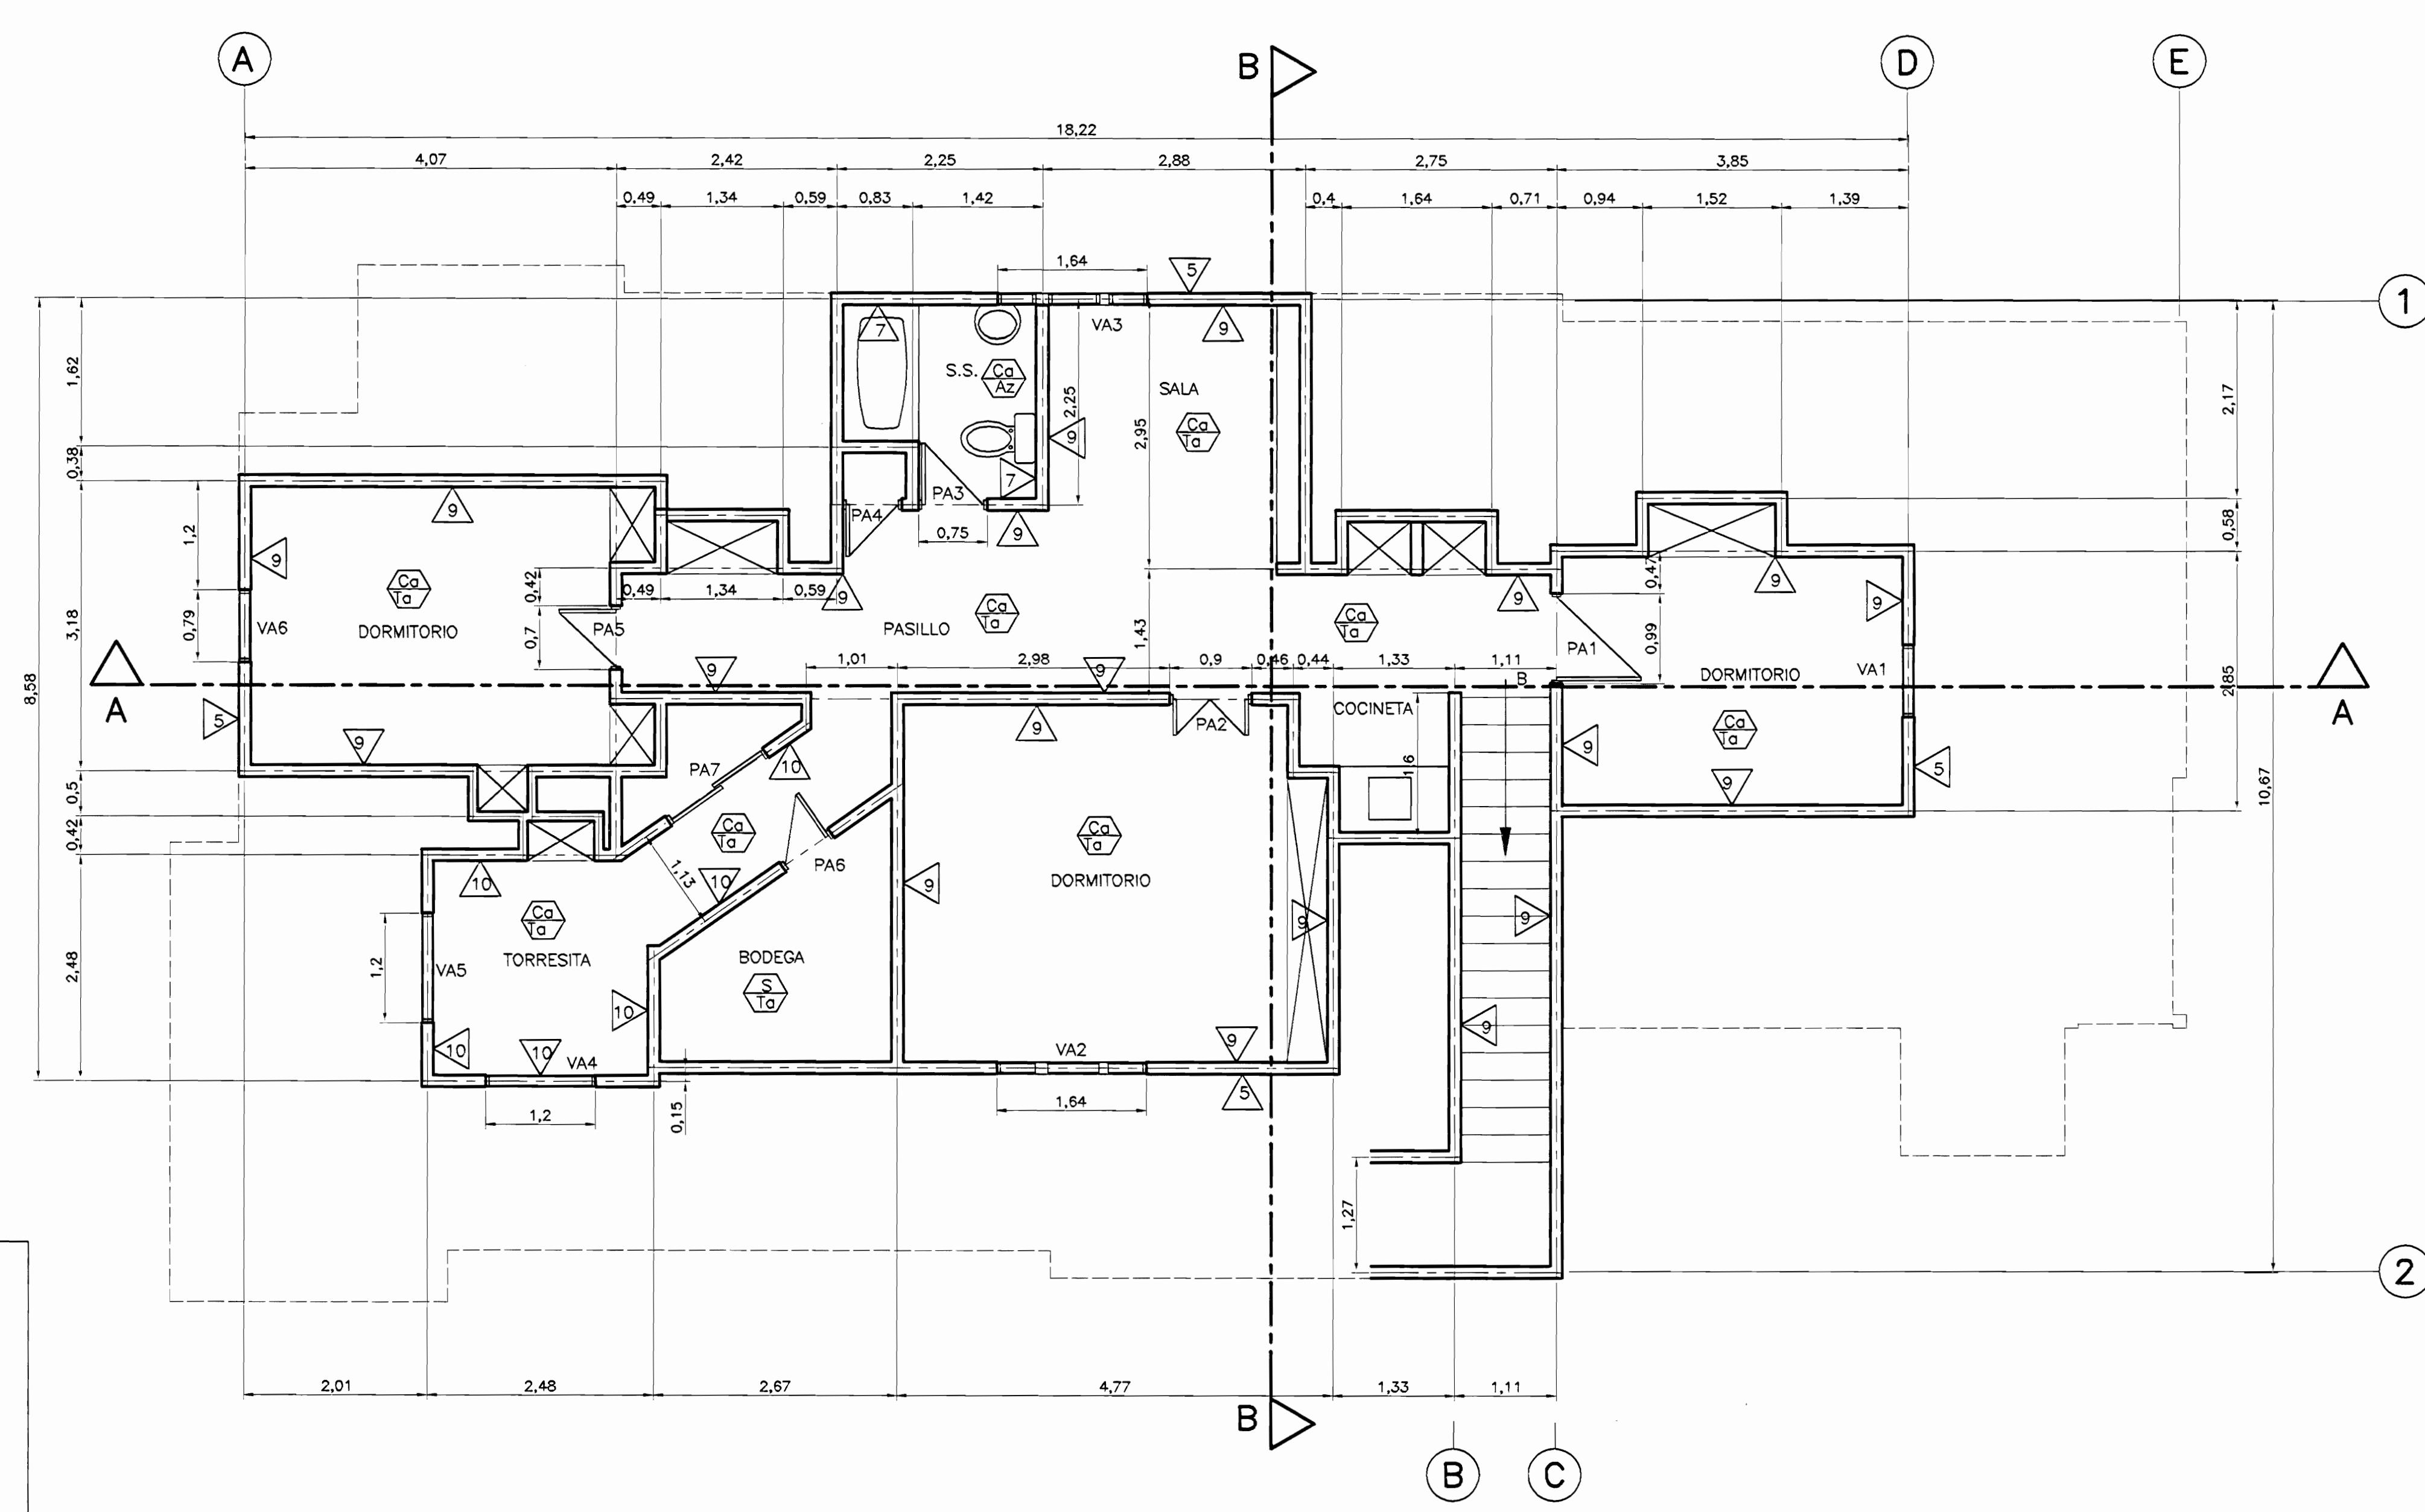 A
B
D
E
18,22
4,07 2,42 2,25 2,88 2,75 3,85
0,49 1,34 0,59 0,83 1,42 0,4 1,64 0,71 0,94 1,52 1,39
1,64
5
1
7
VA3
9
1,62
S.S.
Ca
Az
2,25
SALA
2,17
9
2,95
Ca
Ta
0,38
7
PA3
9
1,2
PA4
0,75
9
0,58
9
0,42
0,47
9
Ca
Ta
0,49 1,34 0,59
9
9
9
3,18
0,79
VA6
DORMITORIO
0,7
PA5
PASILLO
Ca
Ta
1,43
Ca
Ta
0,99
PA1
8,58
9
1,01 2,98
9
0,9 0,46 0,44 1,33 1,11
DORMITORIO
VA1
2,85
A
5
9
9
PA2
COCINETA
B
Ca
Ta
9
A
0,5
PA7
10
1,6
9
5
10,67
0,42
Ca
Ta
Ca
Ta
10
1,13
10
PA6
9
DORMITORIO
Ca
Ta
9
9
1,2
VA5
TORRESITA
BODEGA
2,48
S
Ta
10
9
10
10
VA4
VA2
9
0,15
1,2
1,64
5
1,27
2
2,01 2,48 2,67 4,77 1,33 1,11
B
B
C